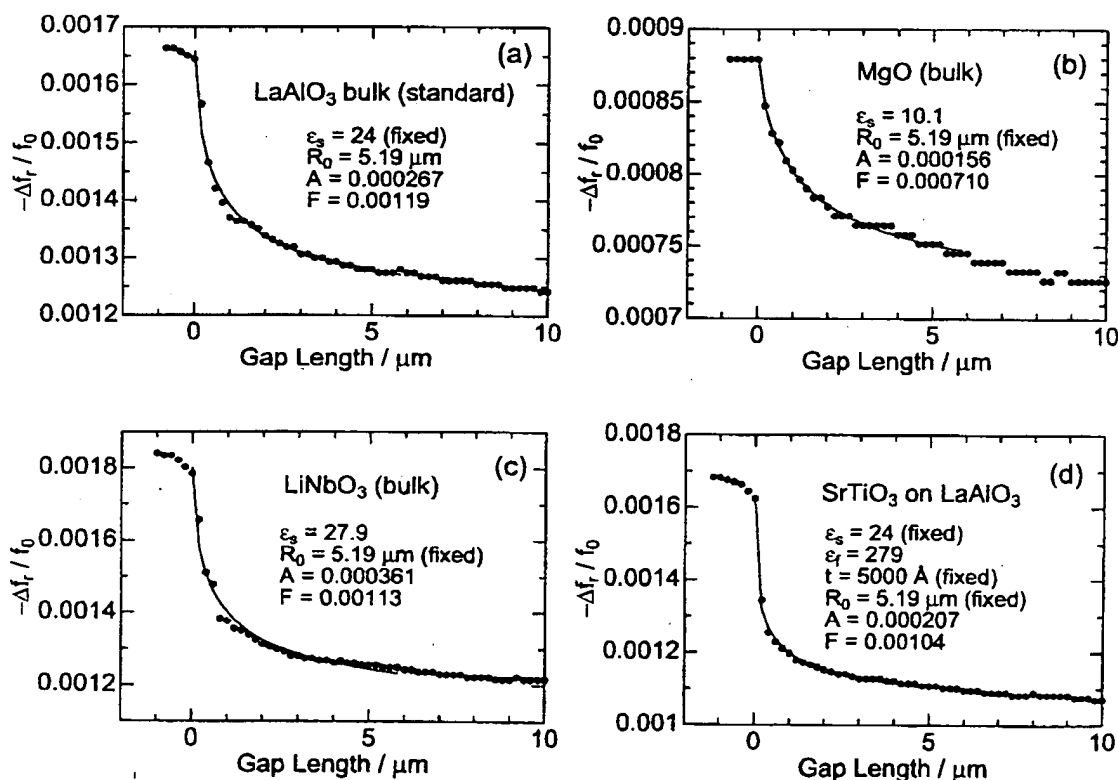 (a)
LaAlO₃ bulk (standard)
εₛ = 24 (fixed)
R₀ = 5.19 μm
A = 0.000267
F = 0.00119
−Δfᵣ / f₀
0.0017
0.0016
0.0015
0.0014
0.0013
0.0012
0 5 10
Gap Length / μm
(b)
MgO (bulk)
εₛ = 10.1
R₀ = 5.19 μm (fixed)
A = 0.000156
F = 0.000710
−Δfᵣ / f₀
0.0009
0.00085
0.0008
0.00075
0.0007
0 5 10
Gap Length / μm
(c)
LiNbO₃ (bulk)
εₛ = 27.9
R₀ = 5.19 μm (fixed)
A = 0.000361
F = 0.00113
−Δfᵣ / f₀
0.0018
0.0016
0.0014
0.0012
0 5 10
Gap Length / μm
(d)
SrTiO₃ on LaAlO₃
εₛ = 24 (fixed)
ε_f = 279
t = 5000 Å (fixed)
R₀ = 5.19 μm (fixed)
A = 0.000207
F = 0.00104
−Δfᵣ / f₀
0.0018
0.0016
0.0014
0.0012
0.001
0 5 10
Gap Length / μm